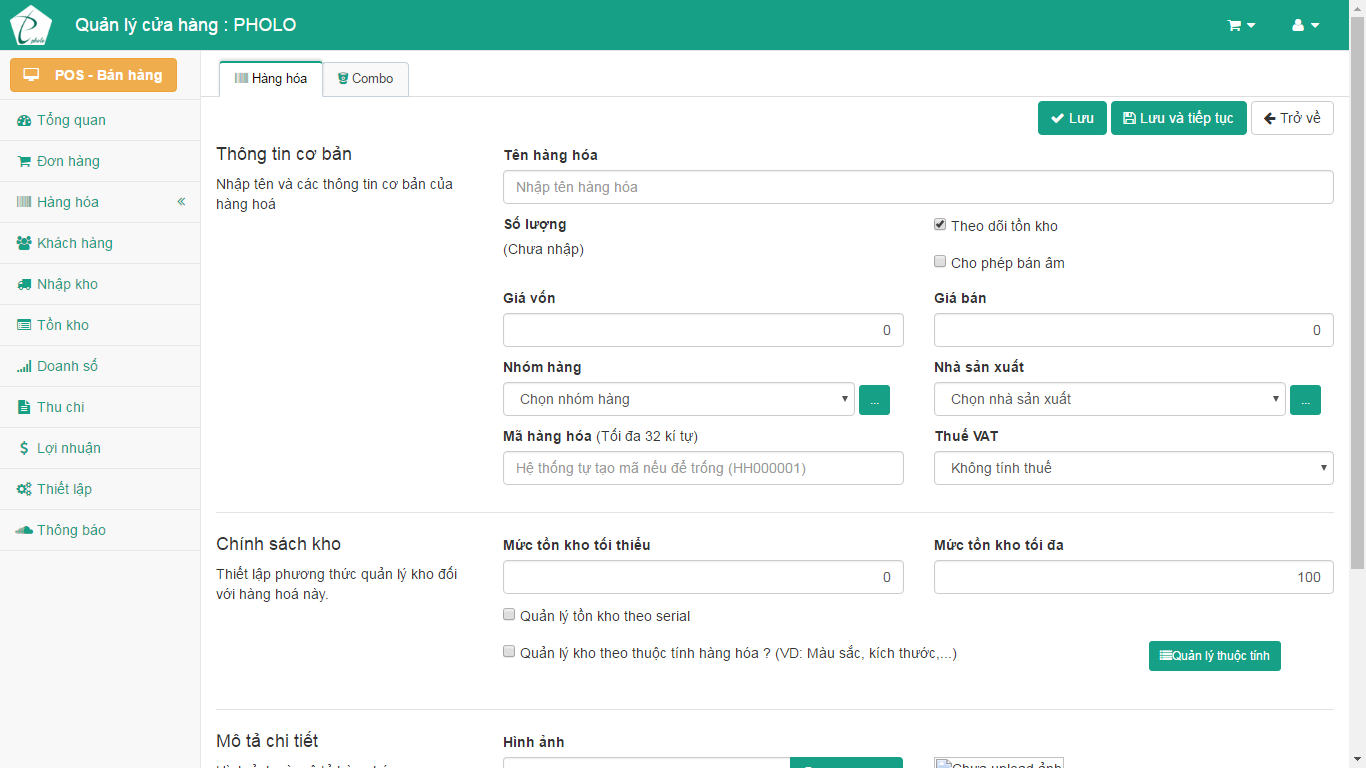 pholo
Quản lý cửa hàng : PHOLO
POS - Bán hàng
Tổng quan
Đơn hàng
Hàng hóa
Khách hàng
Nhập kho
Tồn kho
Doanh số
Thu chi
Lợi nhuận
Thiết lập
Thông báo
Hàng hóa
Combo
Lưu
Lưu và tiếp tục
Trở về
Thông tin cơ bản
Nhập tên và các thông tin cơ bản của
hàng hoá
Tên hàng hóa
Nhập tên hàng hóa
Số lượng
(Chưa nhập)
Theo dõi tồn kho
Cho phép bán âm
Giá vốn
0
Giá bán
0
Nhóm hàng
Chọn nhóm hàng
...
Nhà sản xuất
Chọn nhà sản xuất
...
Mã hàng hóa (Tối đa 32 kí tự)
Hệ thống tự tạo mã nếu để trống (HH000001)
Thuế VAT
Không tính thuế
Chính sách kho
Thiết lập phương thức quản lý kho đối
với hàng hoá này.
Mức tồn kho tối thiểu
0
Mức tồn kho tối đa
100
Quản lý tồn kho theo serial
Quản lý kho theo thuộc tính hàng hóa ? (VD: Màu sắc, kích thước,...)
Quản lý thuộc tính
Mô tả chi tiết
Hình ảnh
Chưa upload ảnh